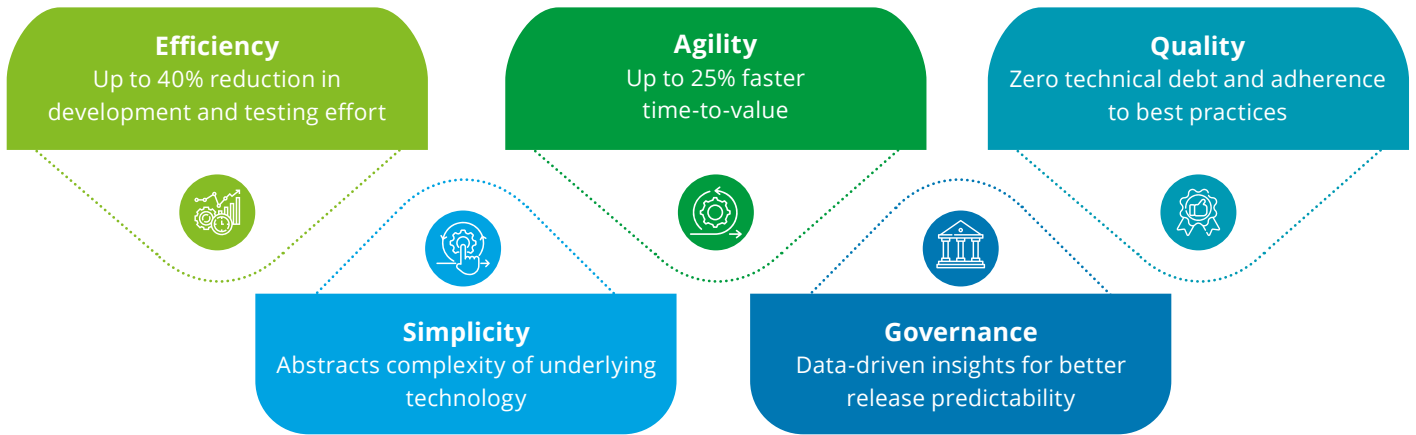 Efficiency
Up to 40% reduction in
development and testing effort
Agility
Up to 25% faster
time-to-value
Quality
Zero technical debt and adherence
to best practices
Simplicity
Abstracts complexity of underlying
technology
Governance
Data-driven insights for better
release predictability